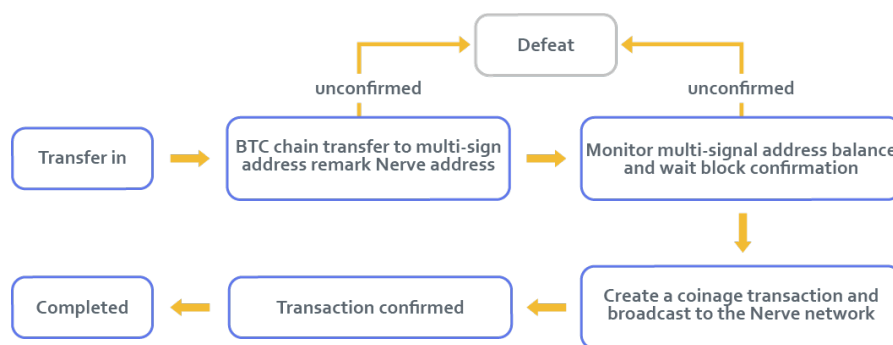 Defeat
unconfirmed
unconfirmed
Transfer in
BTC chain transfer to multi-sign
address remark Nerve address
Monitor multi-signal address balance
and wait block confirmation
Completed
Transaction confirmed
Create a coinage transaction and
broadcast to the Nerve network